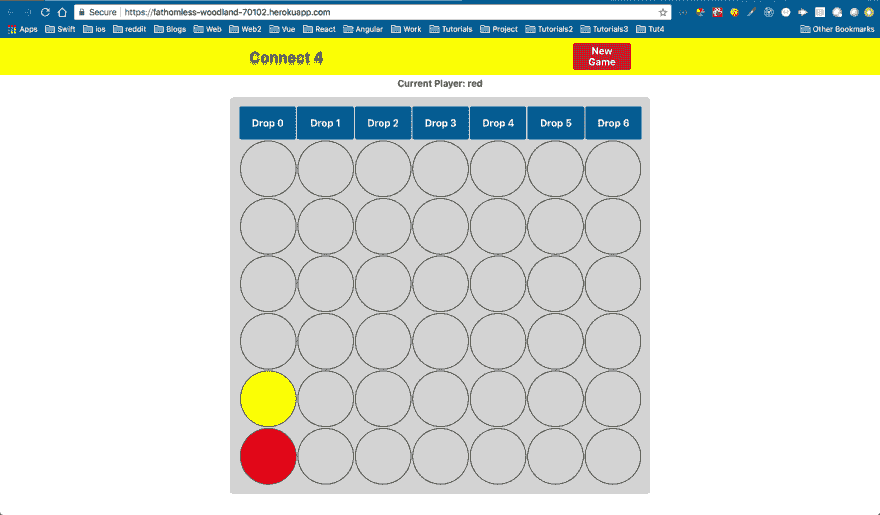 Secure https://fathomless-woodland-70102.herokuapp.com
Apps Swift ios reddit Blogs Web Web2 Vue React Angular Work Tutorials Project Tutorials2 Tutorials3 Tut4 Other Bookmarks
Connect 4
New
Game
Current Player: red
Drop 0 Drop 1 Drop 2 Drop 3 Drop 4 Drop 5 Drop 6